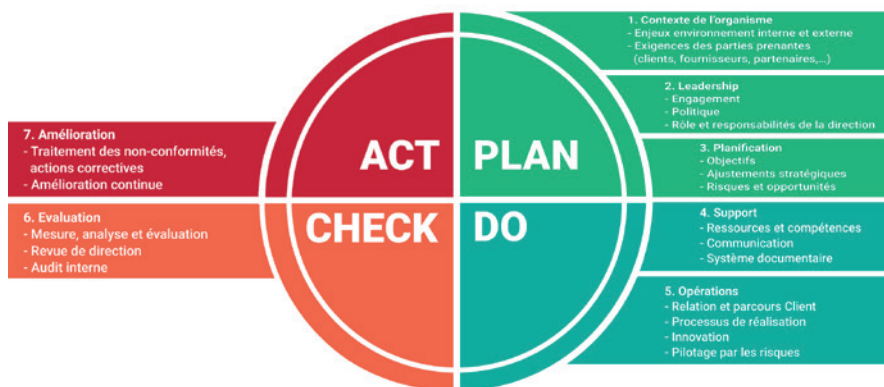 1. Contexte de l'organisme
- Enjeux environnement interne et externe
- Exigences des parties prenantes
(clients, fournisseurs, partenaires,...)
2. Leadership
- Engagement
- Politique
- Rôle et responsabilités de la direction
3. Planification
- Objectifs
- Ajustements stratégiques
- Risques et opportunités
4. Support
- Ressources et compétences
- Communication
- Système documentaire
5. Opérations
- Relation et parcours Client
- Processus de réalisation
- Innovation
- Pilotage par les risques
6. Evaluation
- Mesure, analyse et évaluation
- Revue de direction
- Audit interne
7. Amélioration
- Traitement des non-conformités,
actions correctives
- Amélioration continue
ACT
PLAN
CHECK
DO